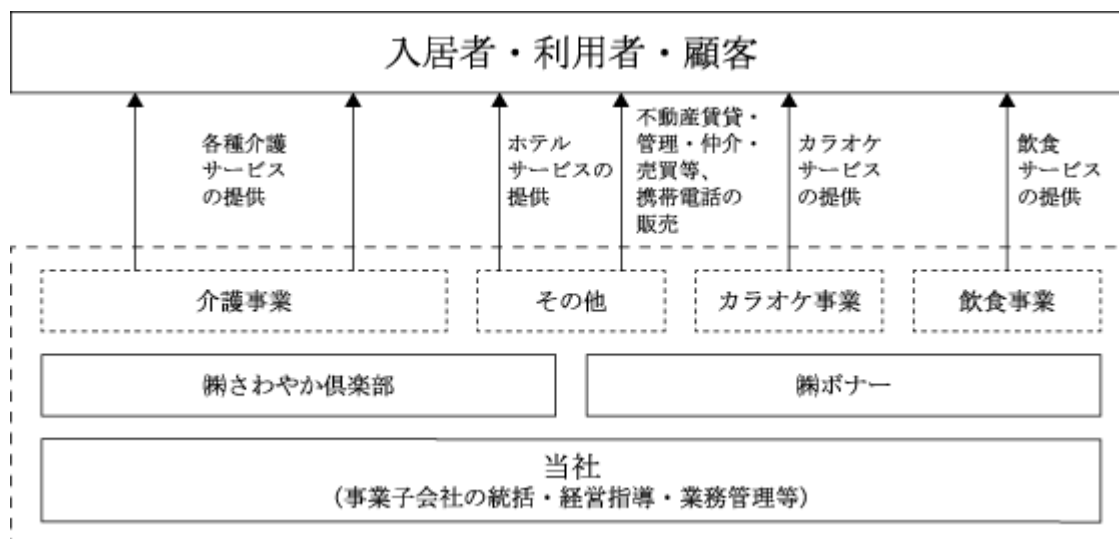 入居者・利用者・顧客
各種介護
サービス
の提供
ホテル
サービスの
提供
不動産賃貸・
管理・仲介・
売買等、
携帯電話の
販売
カラオケ
サービス
の提供
飲食
サービス
の提供
介護事業
その他
カラオケ事業
飲食事業
㈱さわやか倶楽部
㈱ボナー
当社
(事業子会社の統括・経営指導・業務管理等)